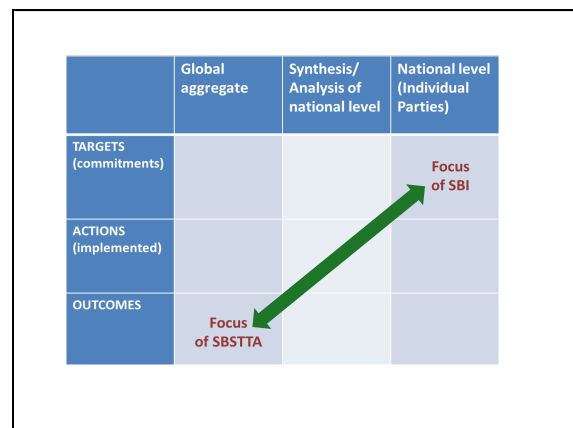 Global
aggregate
Synthesis/
Analysis of
national level
National level
(Individual
Parties)
TARGETS
(commitments)
Focus
of SBI
ACTIONS
(implemented)
OUTCOMES
Focus
of SBSTTA